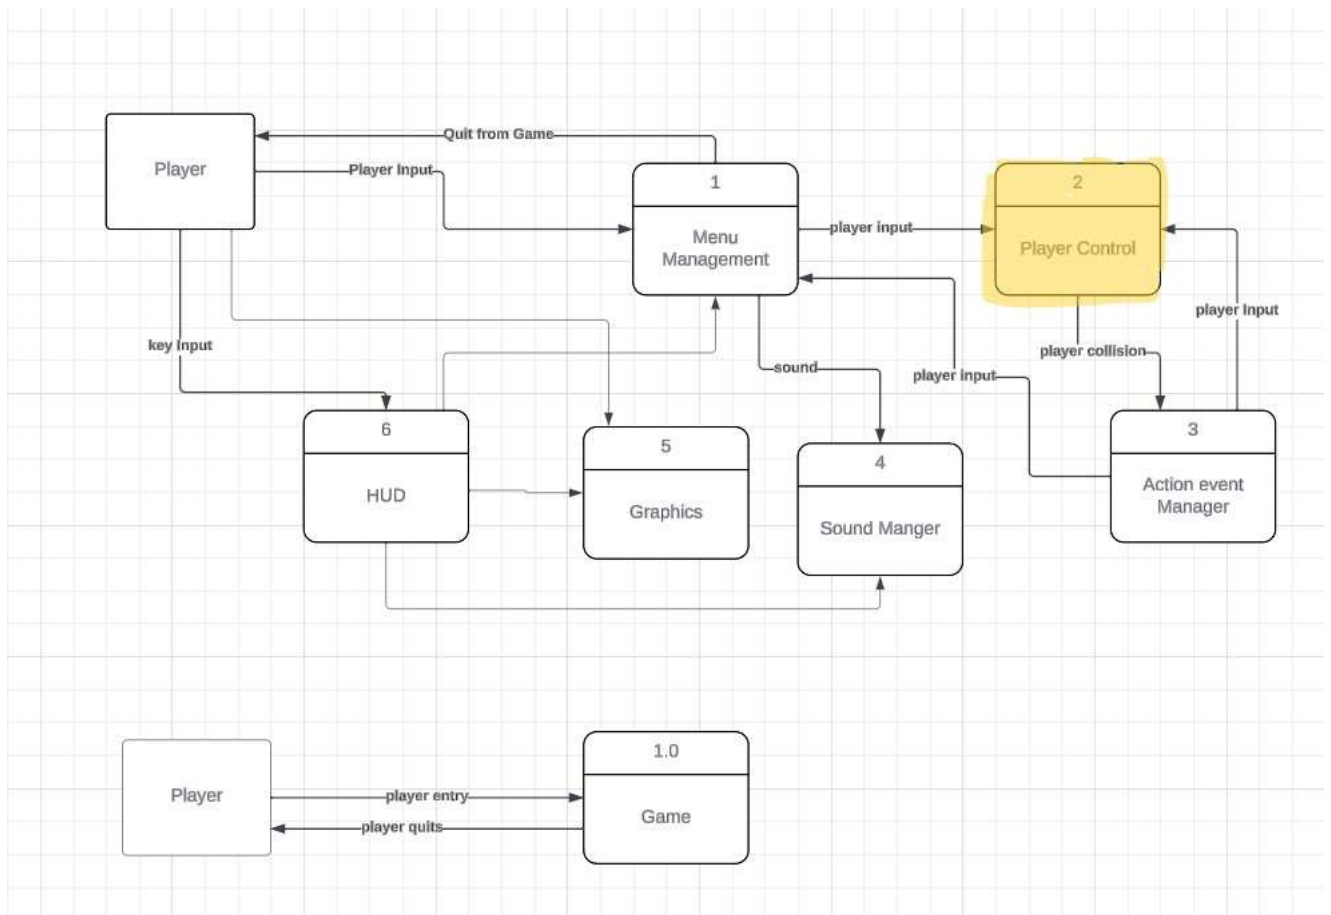 Quit from Game
Player
Player Input
1
Menu
Management
player input
2
Player Control
key Input
player Input
player collision
sound
player input
6
HUD
5
Graphics
4
Sound Manger
3
Action event
Manager
Player
player entry
player quits
1.0
Game